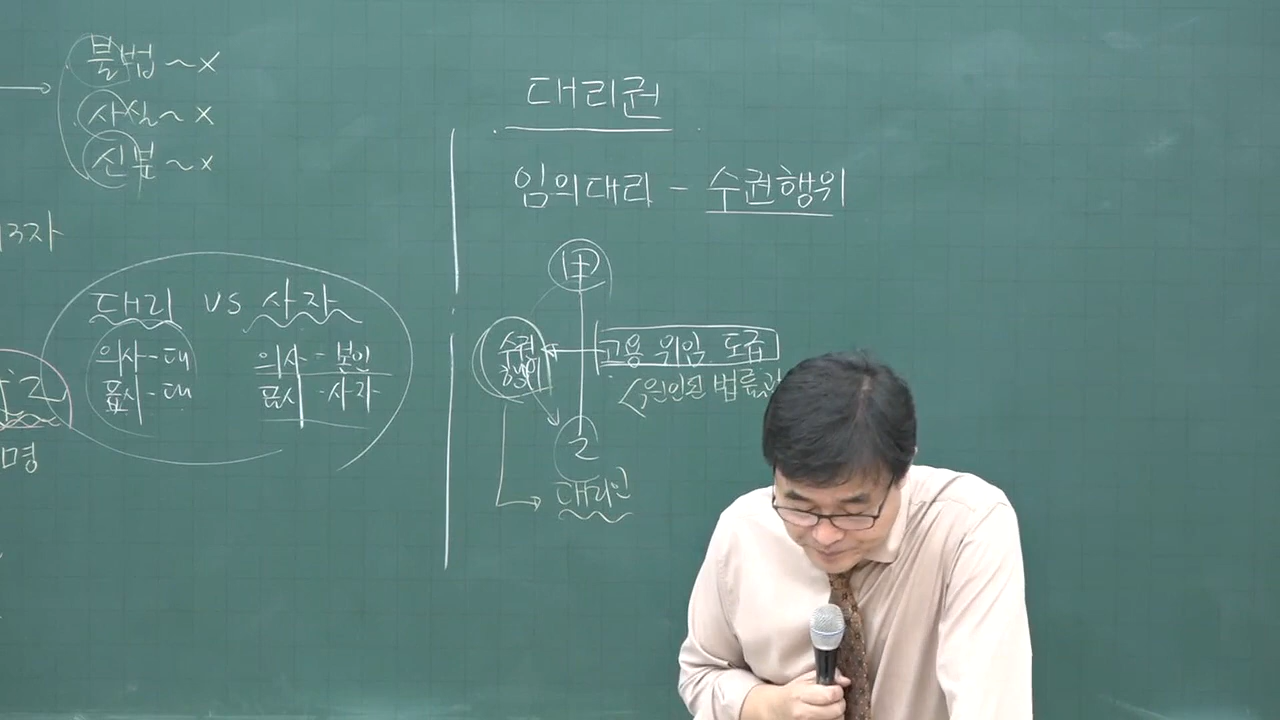 불법 ~ x
사실 ~ x
신분 ~ x
3자
대리 VS 사자
의사 - 대
표시 - 대
의사 - 본인
표시 - 사자
명
대리권
임의대리 - 수권행위
甲
수권
행위
고용 위임 도급
<원인된 법률관
乙
대리인